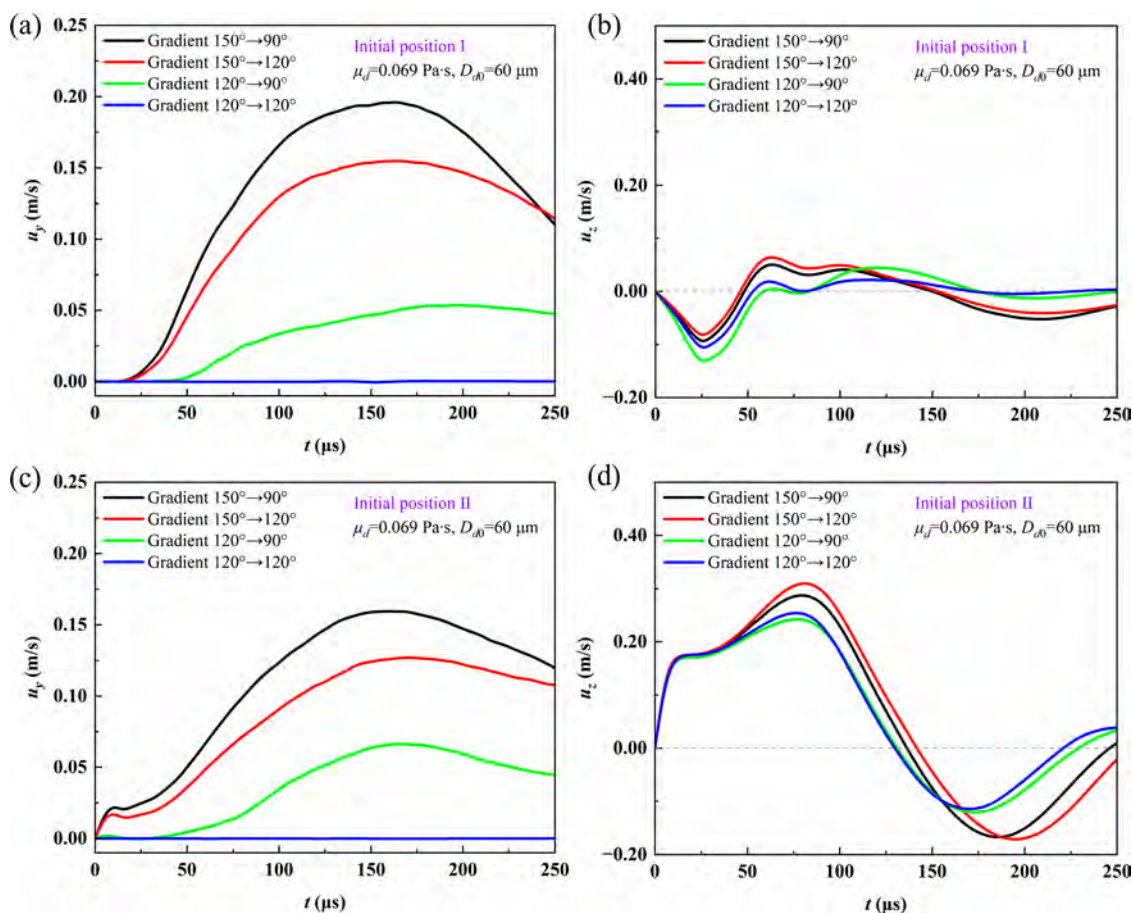 (a)
Gradient 150°→90°
Gradient 150°→120°
Gradient 120°→90°
Gradient 120°→120°
Initial position I
μd=0.069 Pa·s, Dd0=60 μm
0.25
0.20
0.15
0.10
0.05
0.00
uy (m/s)
0
50
100
150
200
250
t (μs)
(b)
Gradient 150°→90°
Gradient 150°→120°
Gradient 120°→90°
Gradient 120°→120°
Initial position I
μd=0.069 Pa·s, Dd0=60 μm
0.40
0.20
0.00
−0.20
uz (m/s)
0
50
100
150
200
250
t (μs)
(c)
Gradient 150°→90°
Gradient 150°→120°
Gradient 120°→90°
Gradient 120°→120°
Initial position II
μd=0.069 Pa·s, Dd0=60 μm
0.25
0.20
0.15
0.10
0.05
0.00
uy (m/s)
0
50
100
150
200
250
t (μs)
(d)
Gradient 150°→90°
Gradient 150°→120°
Gradient 120°→90°
Gradient 120°→120°
Initial position II
μd=0.069 Pa·s, Dd0=60 μm
0.40
0.20
0.00
−0.20
uz (m/s)
0
50
100
150
200
250
t (μs)